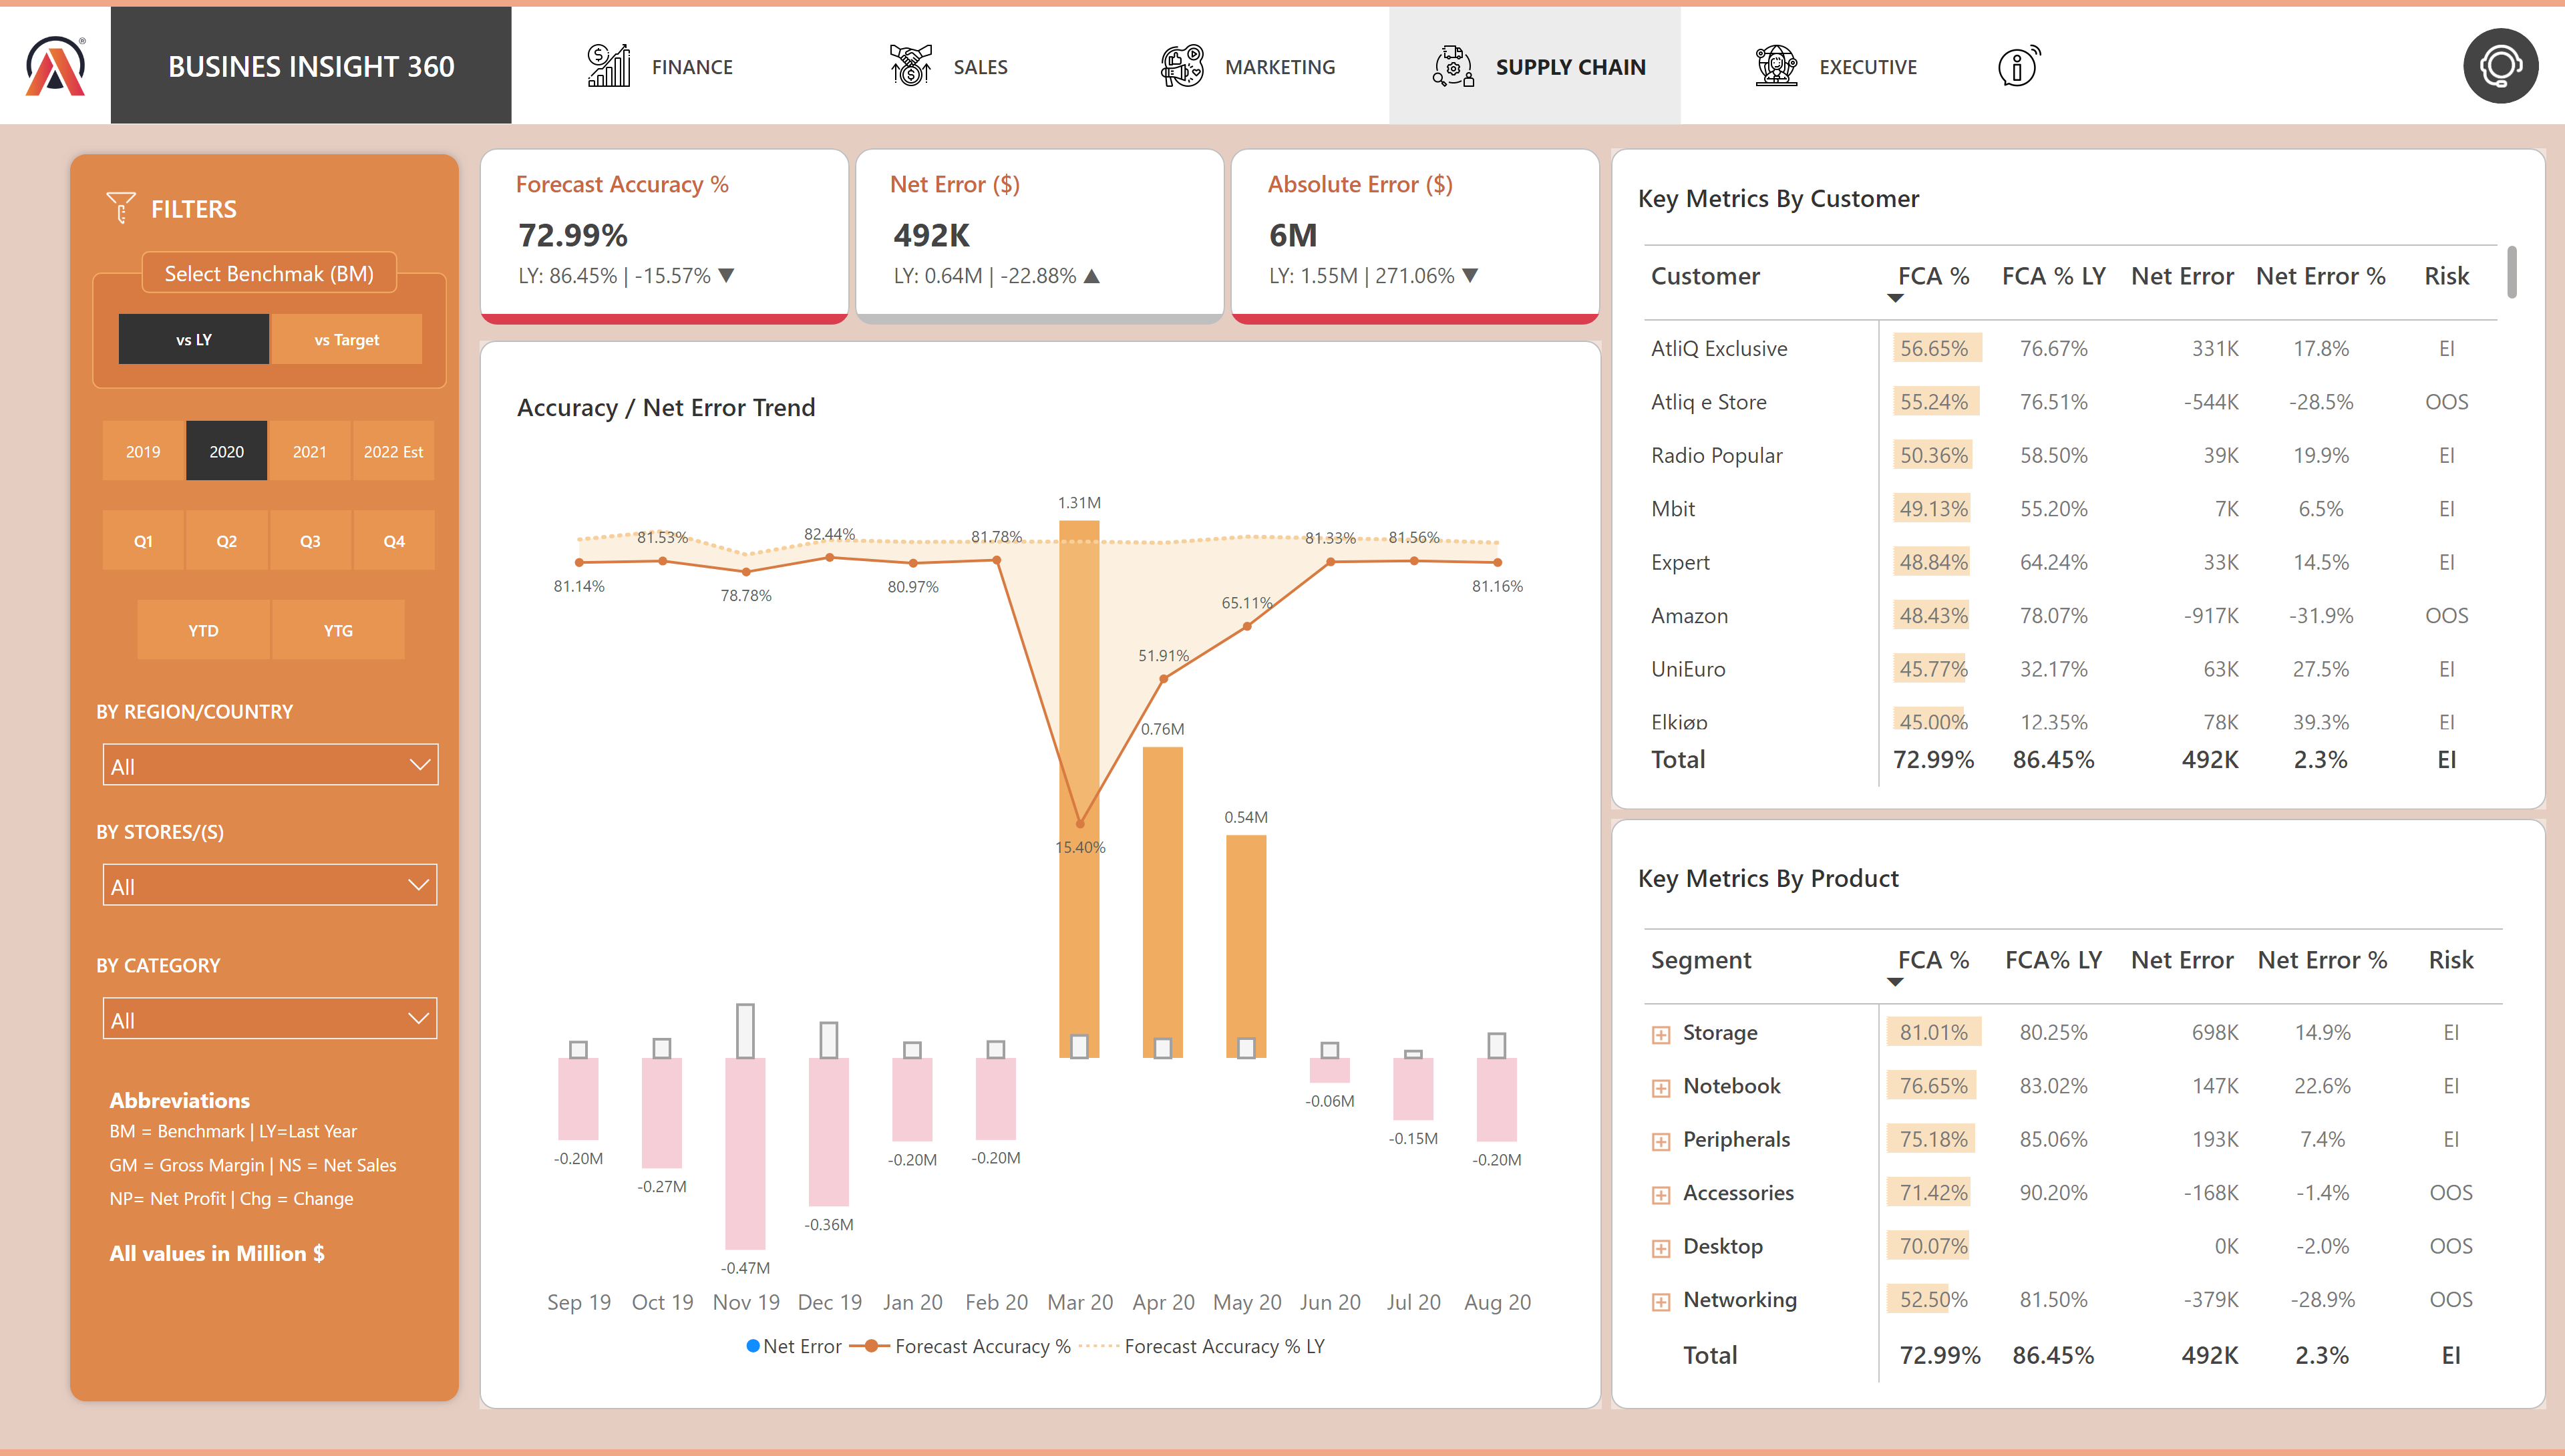 ®
BUSINES INSIGHT 360
FINANCE
SALES
MARKETING
SUPPLY CHAIN
EXECUTIVE
FILTERS
Select Benchmak (BM)
vs LY
vs Target
2019
2020
2021
2022 Est
Q1
Q2
Q3
Q4
YTD
YTG
BY REGION/COUNTRY
All
BY STORES/(S)
All
BY CATEGORY
All
Abbreviations
BM = Benchmark | LY=Last Year
GM = Gross Margin | NS = Net Sales
NP= Net Profit | Chg = Change
All values in Million $
Forecast Accuracy %
72.99%
LY: 86.45% | -15.57% ▼
Net Error ($)
492K
LY: 0.64M | -22.88% ▲
Absolute Error ($)
6M
LY: 1.55M | 271.06% ▼
Accuracy / Net Error Trend
1.31M
81.53% 82.44% 81.78% 81.33% 81.56%
81.14% 78.78% 80.97% 65.11% 81.16%
51.91%
0.76M
0.54M
15.40%
-0.06M
-0.15M
-0.20M -0.20M -0.20M -0.20M
-0.27M
-0.36M
-0.47M
Sep 19 Oct 19 Nov 19 Dec 19 Jan 20 Feb 20 Mar 20 Apr 20 May 20 Jun 20 Jul 20 Aug 20
Net Error Forecast Accuracy % Forecast Accuracy % LY
Key Metrics By Customer
Customer FCA % FCA % LY Net Error Net Error % Risk
AtliQ Exclusive 56.65% 76.67% 331K 17.8% EI
Atliq e Store 55.24% 76.51% -544K -28.5% OOS
Radio Popular 50.36% 58.50% 39K 19.9% EI
Mbit 49.13% 55.20% 7K 6.5% EI
Expert 48.84% 64.24% 33K 14.5% EI
Amazon 48.43% 78.07% -917K -31.9% OOS
UniEuro 45.77% 32.17% 63K 27.5% EI
Elkjøp 45.00% 12.35% 78K 39.3% EI
Total 72.99% 86.45% 492K 2.3% EI
Key Metrics By Product
Segment FCA % FCA% LY Net Error Net Error % Risk
Storage 81.01% 80.25% 698K 14.9% EI
Notebook 76.65% 83.02% 147K 22.6% EI
Peripherals 75.18% 85.06% 193K 7.4% EI
Accessories 71.42% 90.20% -168K -1.4% OOS
Desktop 70.07% 0K -2.0% OOS
Networking 52.50% 81.50% -379K -28.9% OOS
Total 72.99% 86.45% 492K 2.3% EI